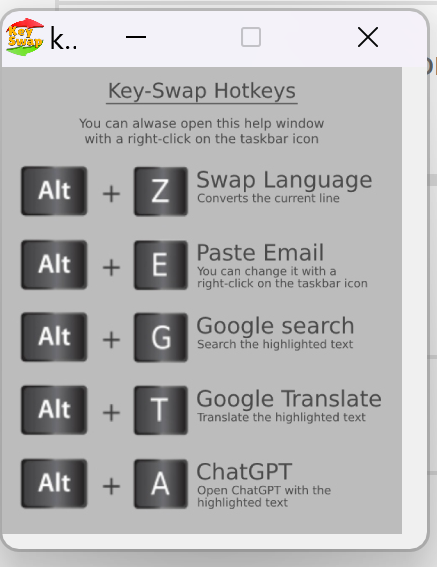 Key Swap
k..
Key-Swap Hotkeys
You can alwase open this help window
with a right-click on the taskbar icon
Alt + Z Swap Language
Converts the current line
Alt + E Paste Email
You can change it with a
right-click on the taskbar icon
Alt + G Google search
Search the highlighted text
Alt + T Google Translate
Translate the highlighted text
Alt + A ChatGPT
Open ChatGPT with the
highlighted text